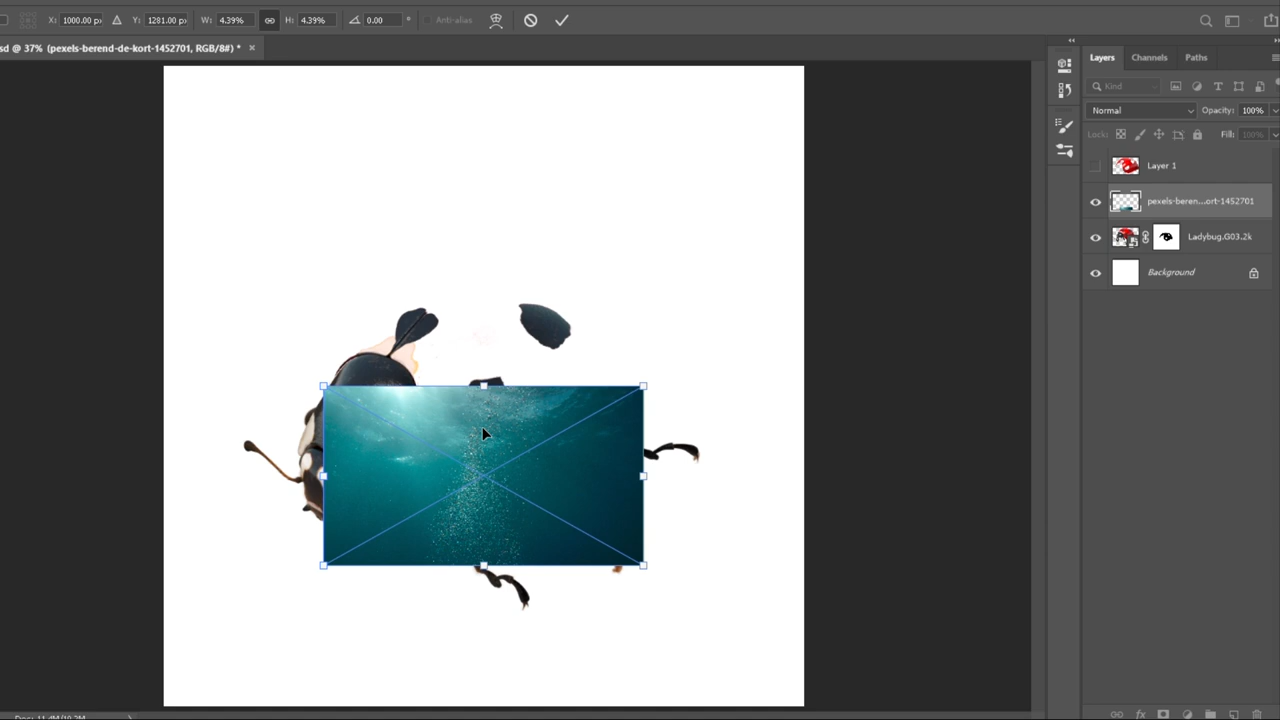 X: 1000.00 px Y: 1281.00 px W: 4.39% H: 4.39% 0.00 ° Anti-alias
sd @ 37% (pexels-berend-de-kort-1452701, RGB/8#) * ×
Layers Channels Paths
Kind
Normal Opacity: 100%
Lock: Fill: 100%
Layer 1
pexels-beren...ort-1452701
Ladybug.G03.2k
Background
fx